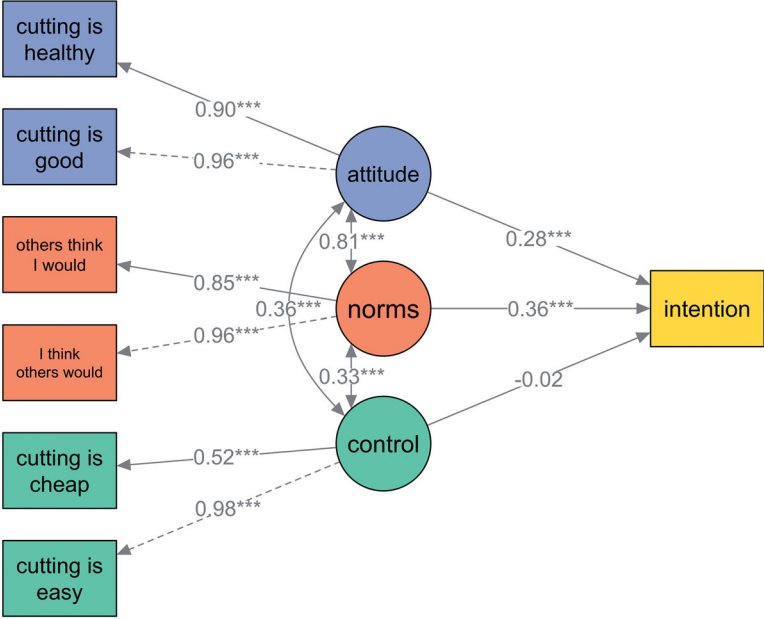 cutting is
healthy
0.90***
cutting is
good
0.96***
attitude
0.28***
0.81***
others think
I would
0.85***
0.36***
norms
0.36***
intention
I think
others would
0.96***
0.33***
-0.02
control
cutting is
cheap
0.52***
0.98***
cutting is
easy